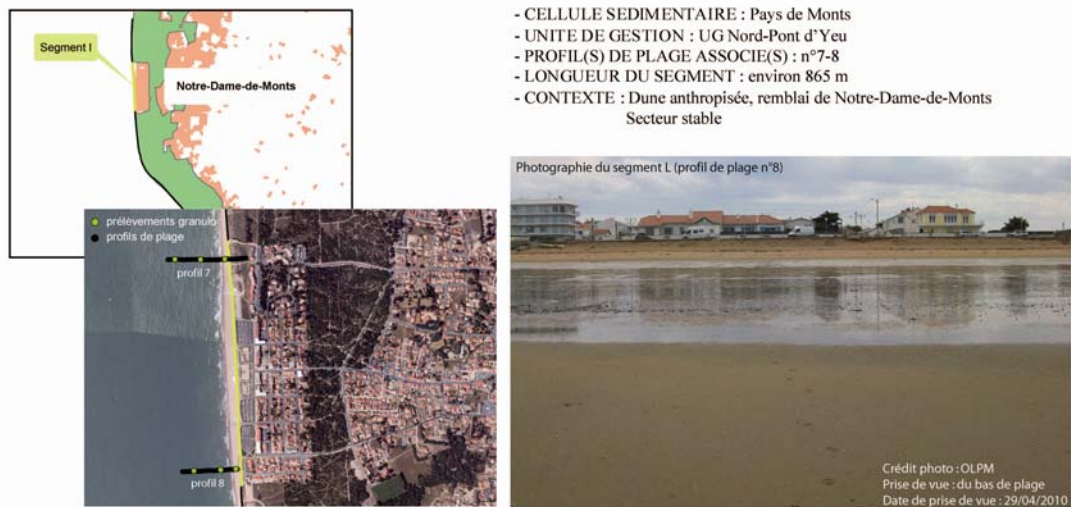 Segment I
Notre-Dame-de-Monts
prélèvements granulo
profils de plage
profil 7
profil 8
- CELLULE SEDIMENTAIRE : Pays de Monts
- UNITE DE GESTION : UG Nord-Pont d'Yeu
- PROFIL(S) DE PLAGE ASSOCIE(S) : n°7-8
- LONGUEUR DU SEGMENT : environ 865 m
- CONTEXTE : Dune anthropisée, remblai de Notre-Dame-de-Monts
Secteur stable
Photographie du segment L (profil de plage n°8)
Crédit photo : OLPM
Prise de vue : du bas de plage
Date de prise de vue : 29/04/2010